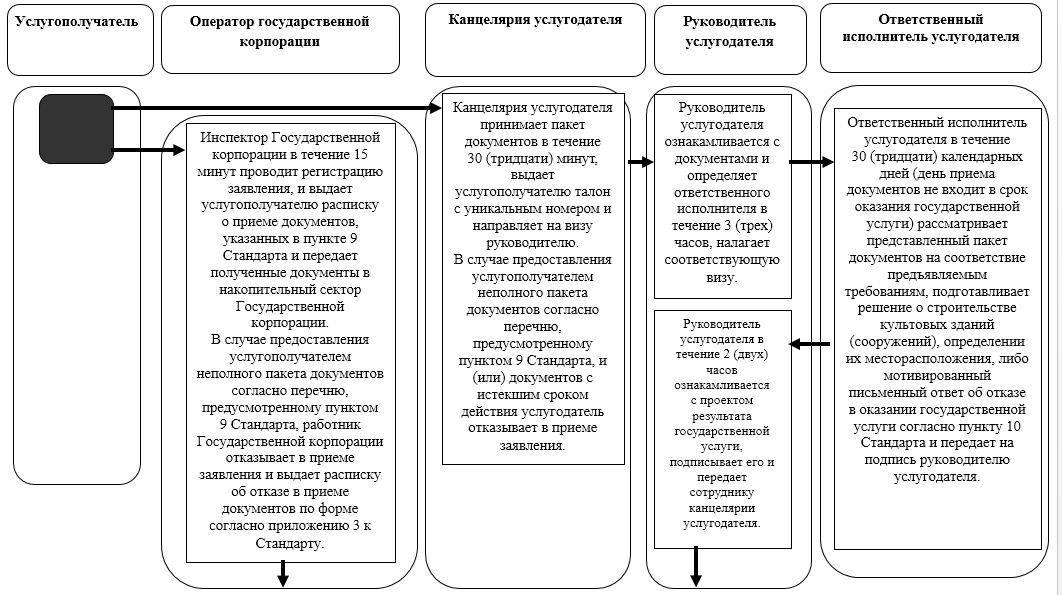 Услугополучатель
Оператор государственной
корпорации
Канцелярия услугодателя
Руководитель
услугодателя
Ответственный
исполнитель услугодателя
Инспектор Государственной
корпорации в течение 15
минут проводит регистрацию
заявления, и выдает
услугополучателю расписку
о приеме документов,
указанных в пункте 9
Стандарта и передает
полученные документы в
накопительный сектор
Государственной
корпорации.
В случае предоставления
услугополучателем
неполного пакета документов
согласно перечню,
предусмотренному пунктом
9 Стандарта, работник
Государственной корпорации
отказывает в приеме
заявления и выдает расписку
об отказе в приеме
документов по форме
согласно приложению 3 к
Стандарту.
Канцелярия услугодателя
принимает пакет
документов в течение
30 (тридцати) минут,
выдает
услугополучателю талон
с уникальным номером и
направляет на визу
руководителю.
В случае предоставления
услугополучателем
неполного пакета
документов согласно
перечню,
предусмотренному
пунктом 9 Стандарта, и
(или) документов с
истекшим сроком
действия услугодатель
отказывает в приеме
заявления.
Руководитель
услугодателя
ознакамливается с
документами и
определяет
ответственного
исполнителя в
течение 3 (трех)
часов, налагает
соответствующую
визу.
Руководитель
услугодателя в
течение 2 (двух)
часов
ознакамливается
с проектом
результата
государственной
услуги,
подписывает его и
передает
сотруднику
канцелярии
услугодателя.
Ответственный исполнитель
услугодателя в течение
30 (тридцати) календарных
дней (день приема
документов не входит в срок
оказания государственной
услуги) рассматривает
представленный пакет
документов на соответствие
предъявляемым
требованиям, подготавливает
решение о строительстве
культовых зданий
(сооружений), определении
их месторасположения, либо
мотивированный
письменный ответ об отказе
в оказании государственной
услуги согласно пункту 10
Стандарта и передает на
подпись руководителю
услугодателя.